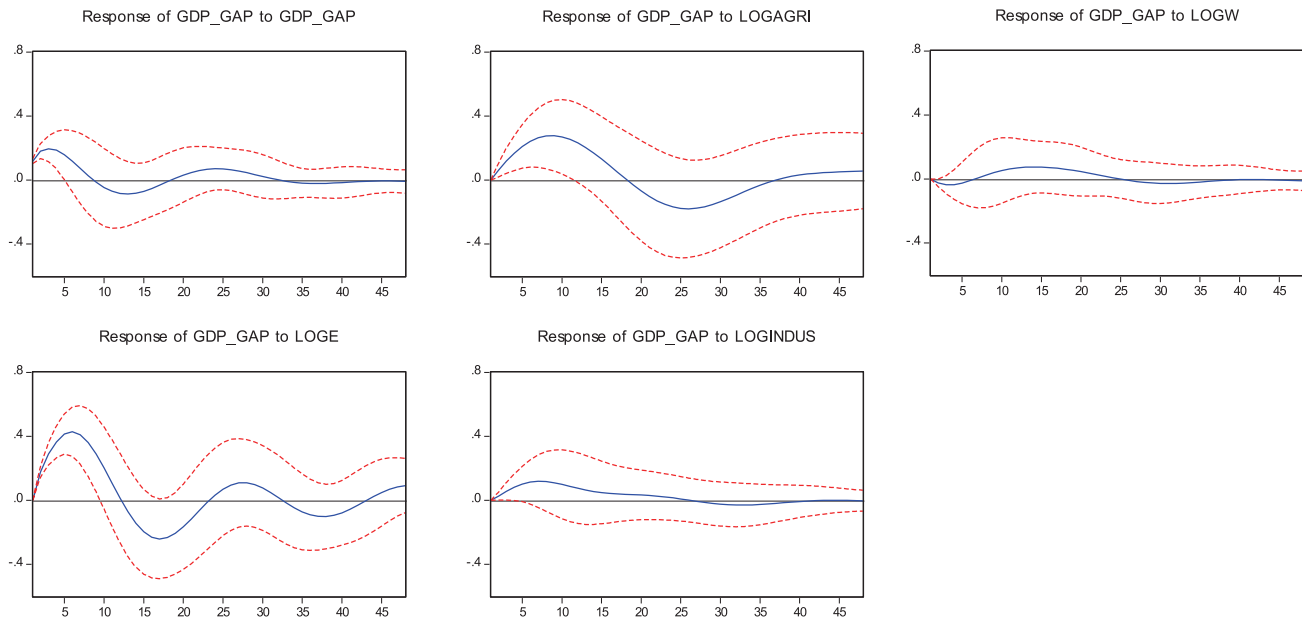 Response of GDP_GAP to GDP_GAP
.8
.4
.0
-.4
5 10 15 20 25 30 35 40 45
Response of GDP_GAP to LOGAGRI
.8
.4
.0
-.4
5 10 15 20 25 30 35 40 45
Response of GDP_GAP to LOGW
.8
.4
.0
-.4
5 10 15 20 25 30 35 40 45
Response of GDP_GAP to LOGE
.8
.4
.0
-.4
5 10 15 20 25 30 35 40 45
Response of GDP_GAP to LOGINDUS
.8
.4
.0
-.4
5 10 15 20 25 30 35 40 45